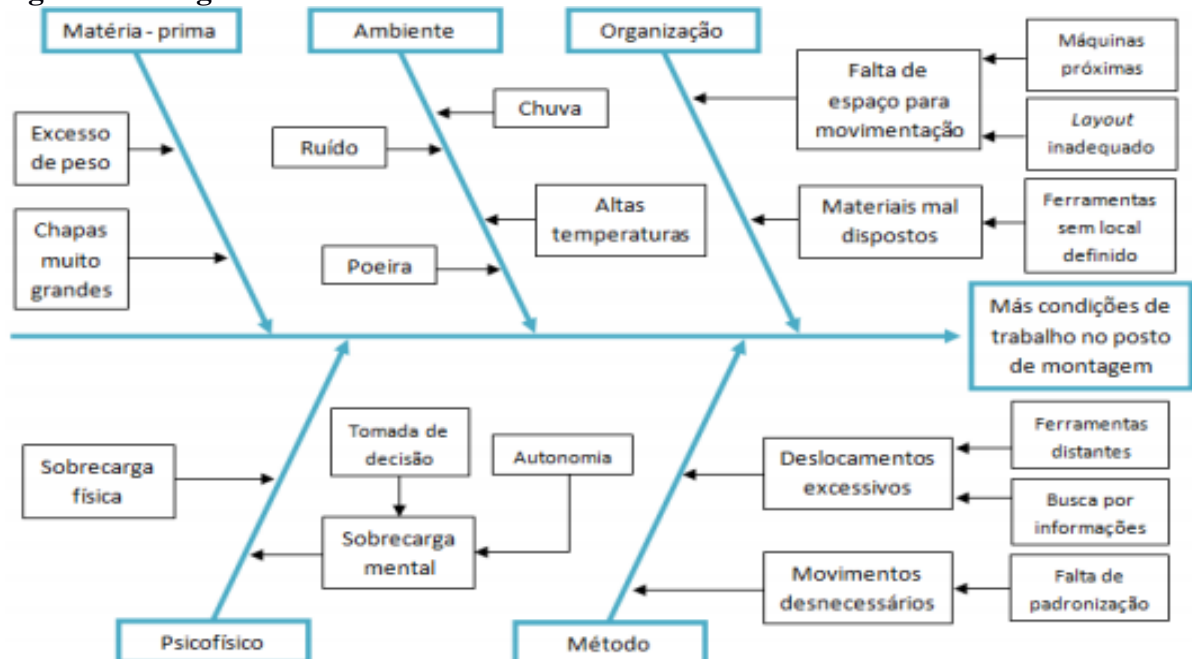 Matéria - prima
Ambiente
Organização
Excesso
de peso
Chapas
muito
grandes
Chuva
Ruído
Altas
temperaturas
Poeira
Falta de
espaço para
movimentação
Máquinas
próximas
Layout
inadequado
Materiais mal
dispostos
Ferramentas
sem local
definido
Más condições de
trabalho no posto
de montagem
Sobrecarga
física
Tomada de
decisão
Autonomia
Sobrecarga
mental
Deslocamentos
excessivos
Ferramentas
distantes
Busca por
informações
Movimentos
desnecessários
Falta de
padronização
Psicofísico
Método